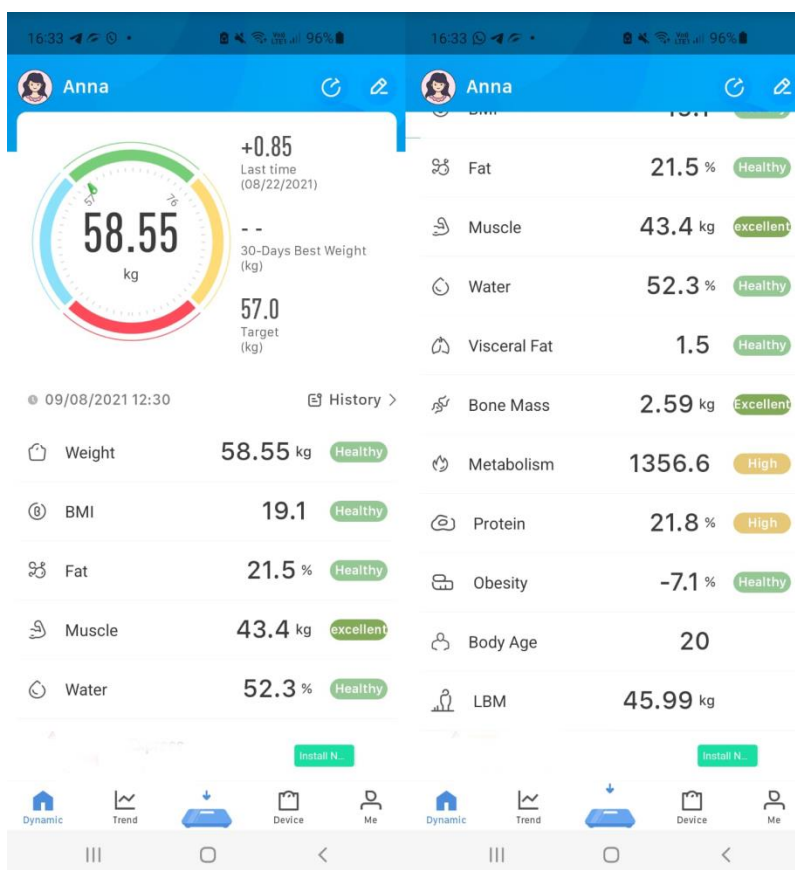 16:33 96%
Anna
+0.85
Last time
(08/22/2021)
57 76
58.55
kg
- -
30-Days Best Weight
(kg)
57.0
Target
(kg)
09/08/2021 12:30 History >
Weight 58.55 kg Healthy
BMI 19.1 Healthy
Fat 21.5 % Healthy
Muscle 43.4 kg excellent
Water 52.3 % Healthy
Install N...
Dynamic Trend Device Me
16:33 96%
Anna
BMI 19.1 Healthy
Fat 21.5 % Healthy
Muscle 43.4 kg excellent
Water 52.3 % Healthy
Visceral Fat 1.5 Healthy
Bone Mass 2.59 kg Excellent
Metabolism 1356.6 High
Protein 21.8 % High
Obesity -7.1 % Healthy
Body Age 20
LBM 45.99 kg
Install N...
Dynamic Trend Device Me